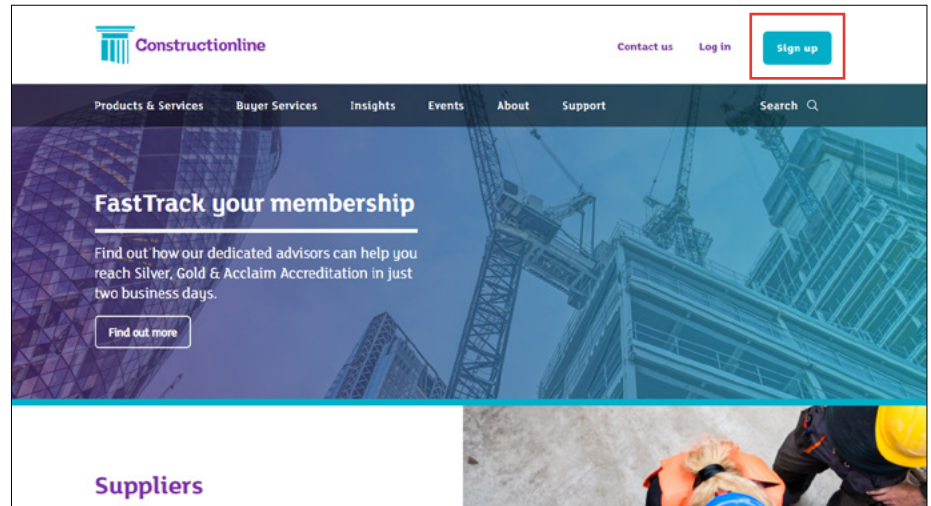 Constructionline
Contact us
Log in
Sign up
Products & Services
Buyer Services
Insights
Events
About
Support
Search
FastTrack your membership
Find out how our dedicated advisors can help you
reach Silver, Gold & Acclaim Accreditation in just
two business days.
Find out more
Suppliers